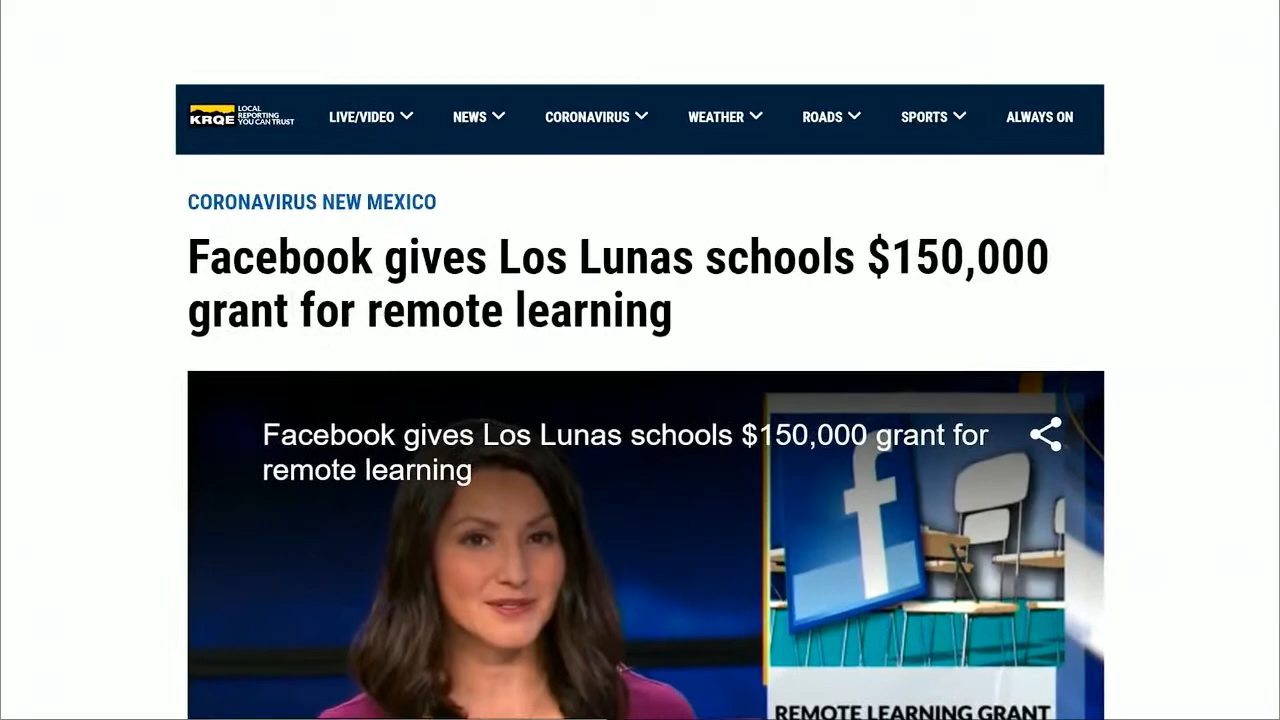 KRQE
LOCAL
REPORTING
YOU CAN TRUST
LIVE/VIDEO NEWS CORONAVIRUS WEATHER ROADS SPORTS ALWAYS ON
CORONAVIRUS NEW MEXICO
Facebook gives Los Lunas schools $150,000
grant for remote learning
Facebook gives Los Lunas schools $150,000 grant for
remote learning
f
REMOTE LEARNING GRANT